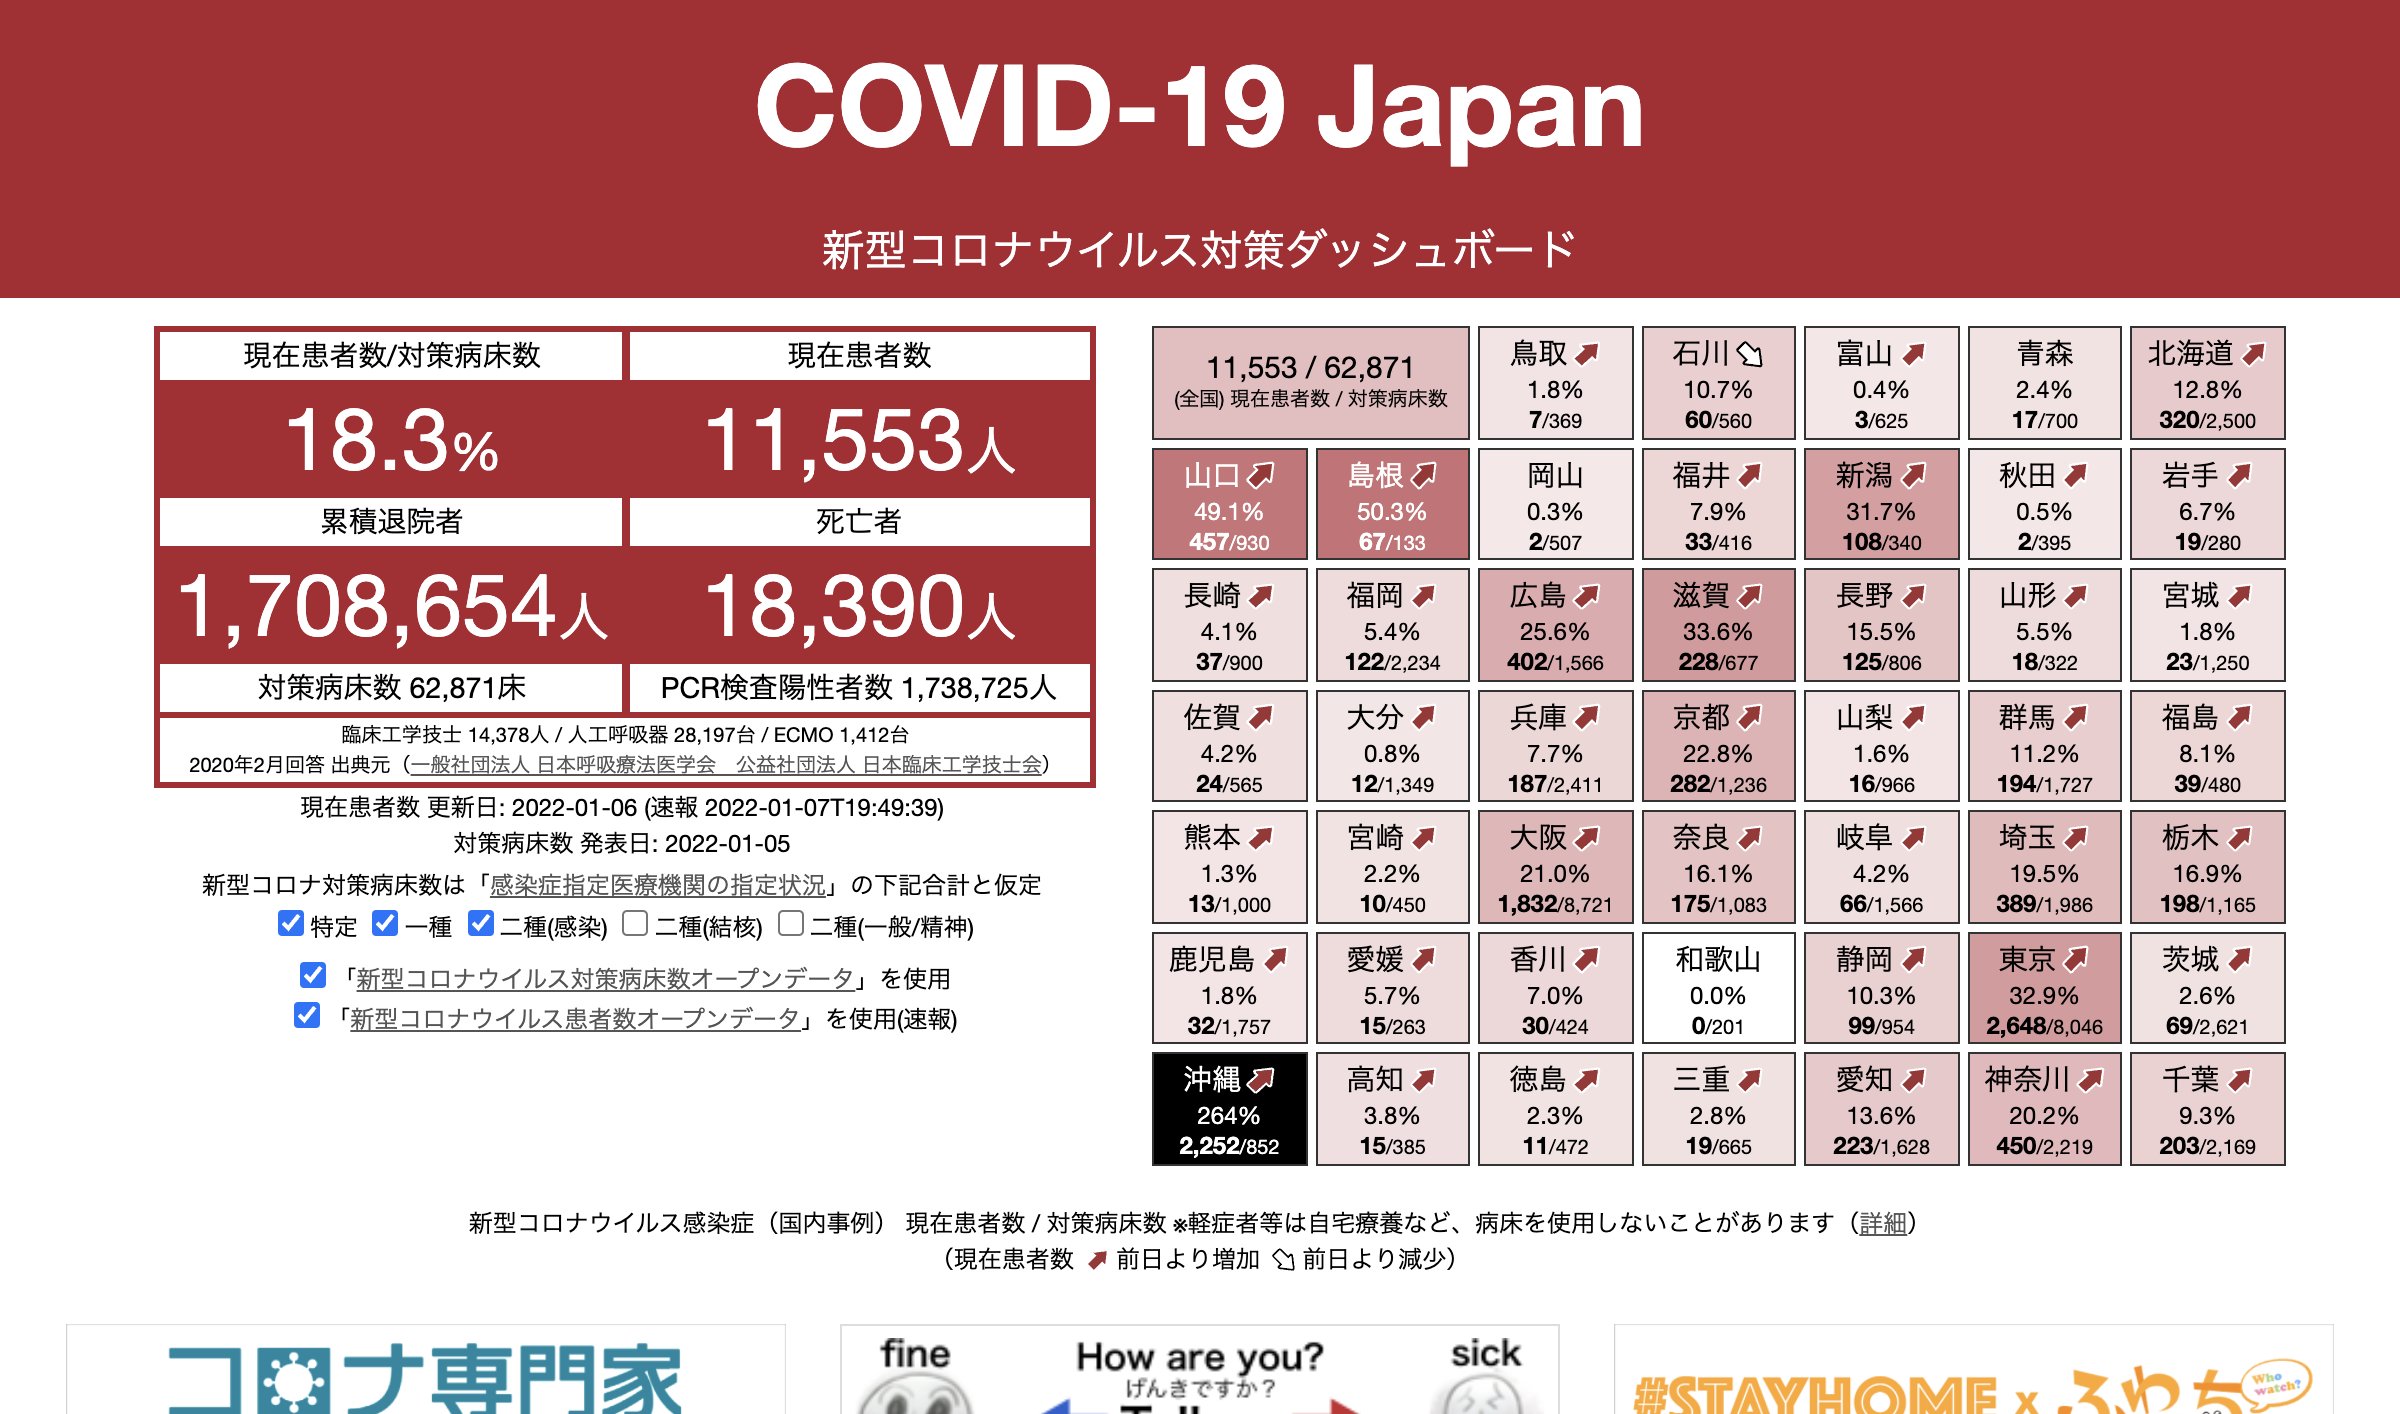 COVID-19 Japan
新型コロナウイルス対策ダッシュボード
現在患者数/対策病床数
現在患者数
18.3%
11,553人
累積退院者
死亡者
1,708,654人
18,390人
対策病床数 62,871床
PCR検査陽性者数 1,738,725人
臨床工学技士 14,378人 / 人工呼吸器 28,197台 / ECMO 1,412台
2020年2月回答 出典元（一般社団法人 日本呼吸療法医学会　公益社団法人 日本臨床工学技士会）
現在患者数 更新日: 2022-01-06 (速報 2022-01-07T19:49:39)
対策病床数 発表日: 2022-01-05
新型コロナ対策病床数は「感染症指定医療機関の指定状況」の下記合計と仮定
特定 一種 二種(感染) 二種(結核) 二種(一般/精神)
「新型コロナウイルス対策病床数オープンデータ」を使用
「新型コロナウイルス患者数オープンデータ」を使用(速報)
11,553 / 62,871
(全国) 現在患者数 / 対策病床数
鳥取
1.8%
7/369
石川
10.7%
60/560
富山
0.4%
3/625
青森
2.4%
17/700
北海道
12.8%
320/2,500
山口
49.1%
457/930
島根
50.3%
67/133
岡山
0.3%
2/507
福井
7.9%
33/416
新潟
31.7%
108/340
秋田
0.5%
2/395
岩手
6.7%
19/280
長崎
4.1%
37/900
福岡
5.4%
122/2,234
広島
25.6%
402/1,566
滋賀
33.6%
228/677
長野
15.5%
125/806
山形
5.5%
18/322
宮城
1.8%
23/1,250
佐賀
4.2%
24/565
大分
0.8%
12/1,349
兵庫
7.7%
187/2,411
京都
22.8%
282/1,236
山梨
1.6%
16/966
群馬
11.2%
194/1,727
福島
8.1%
39/480
熊本
1.3%
13/1,000
宮崎
2.2%
10/450
大阪
21.0%
1,832/8,721
奈良
16.1%
175/1,083
岐阜
4.2%
66/1,566
埼玉
19.5%
389/1,986
栃木
16.9%
198/1,165
鹿児島
1.8%
32/1,757
愛媛
5.7%
15/263
香川
7.0%
30/424
和歌山
0.0%
0/201
静岡
10.3%
99/954
東京
32.9%
2,648/8,046
茨城
2.6%
69/2,621
沖縄
264%
2,252/852
高知
3.8%
15/385
徳島
2.3%
11/472
三重
2.8%
19/665
愛知
13.6%
223/1,628
神奈川
20.2%
450/2,219
千葉
9.3%
203/2,169
新型コロナウイルス感染症（国内事例） 現在患者数 / 対策病床数 ※軽症者等は自宅療養など、病床を使用しないことがあります（詳細）
（現在患者数 前日より増加 前日より減少）
コロナ専門家
fine
How are you?
げんきですか？
sick
#STAYHOME x ふわっち
Who watch?